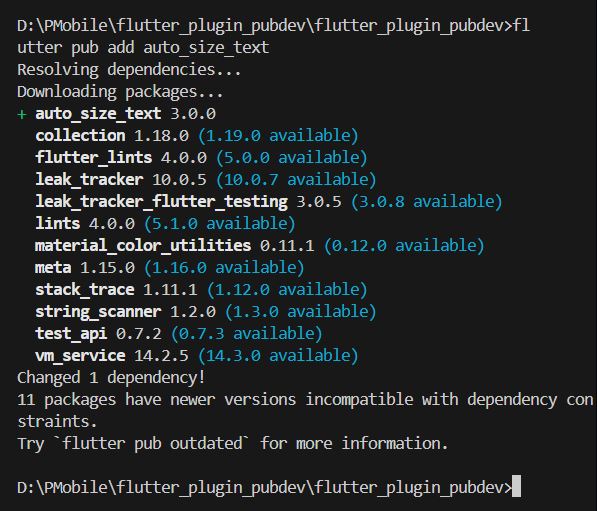 D:\PMobile\flutter_plugin_pubdev\flutter_plugin_pubdev>fl
utter pub add auto_size_text
Resolving dependencies...
Downloading packages...
+ auto_size_text 3.0.0
  collection 1.18.0 (1.19.0 available)
  flutter_lints 4.0.0 (5.0.0 available)
  leak_tracker 10.0.5 (10.0.7 available)
  leak_tracker_flutter_testing 3.0.5 (3.0.8 available)
  lints 4.0.0 (5.1.0 available)
  material_color_utilities 0.11.1 (0.12.0 available)
  meta 1.15.0 (1.16.0 available)
  stack_trace 1.11.1 (1.12.0 available)
  string_scanner 1.2.0 (1.3.0 available)
  test_api 0.7.2 (0.7.3 available)
  vm_service 14.2.5 (14.3.0 available)
Changed 1 dependency!
11 packages have newer versions incompatible with dependency con
straints.
Try `flutter pub outdated` for more information.
D:\PMobile\flutter_plugin_pubdev\flutter_plugin_pubdev>